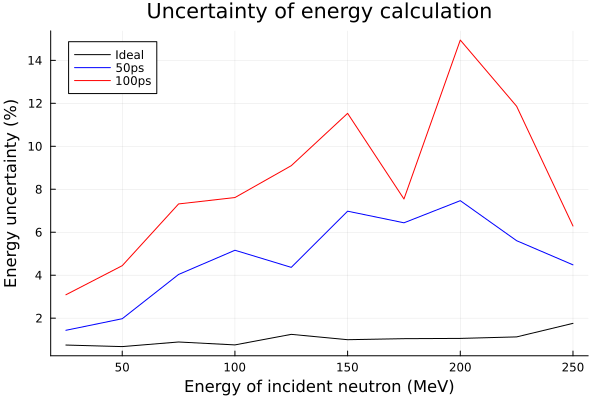 Uncertainty of energy calculation
Ideal
50ps
100ps
Energy uncertainty (%)
14
12
10
8
6
4
2
50 100 150 200 250
Energy of incident neutron (MeV)